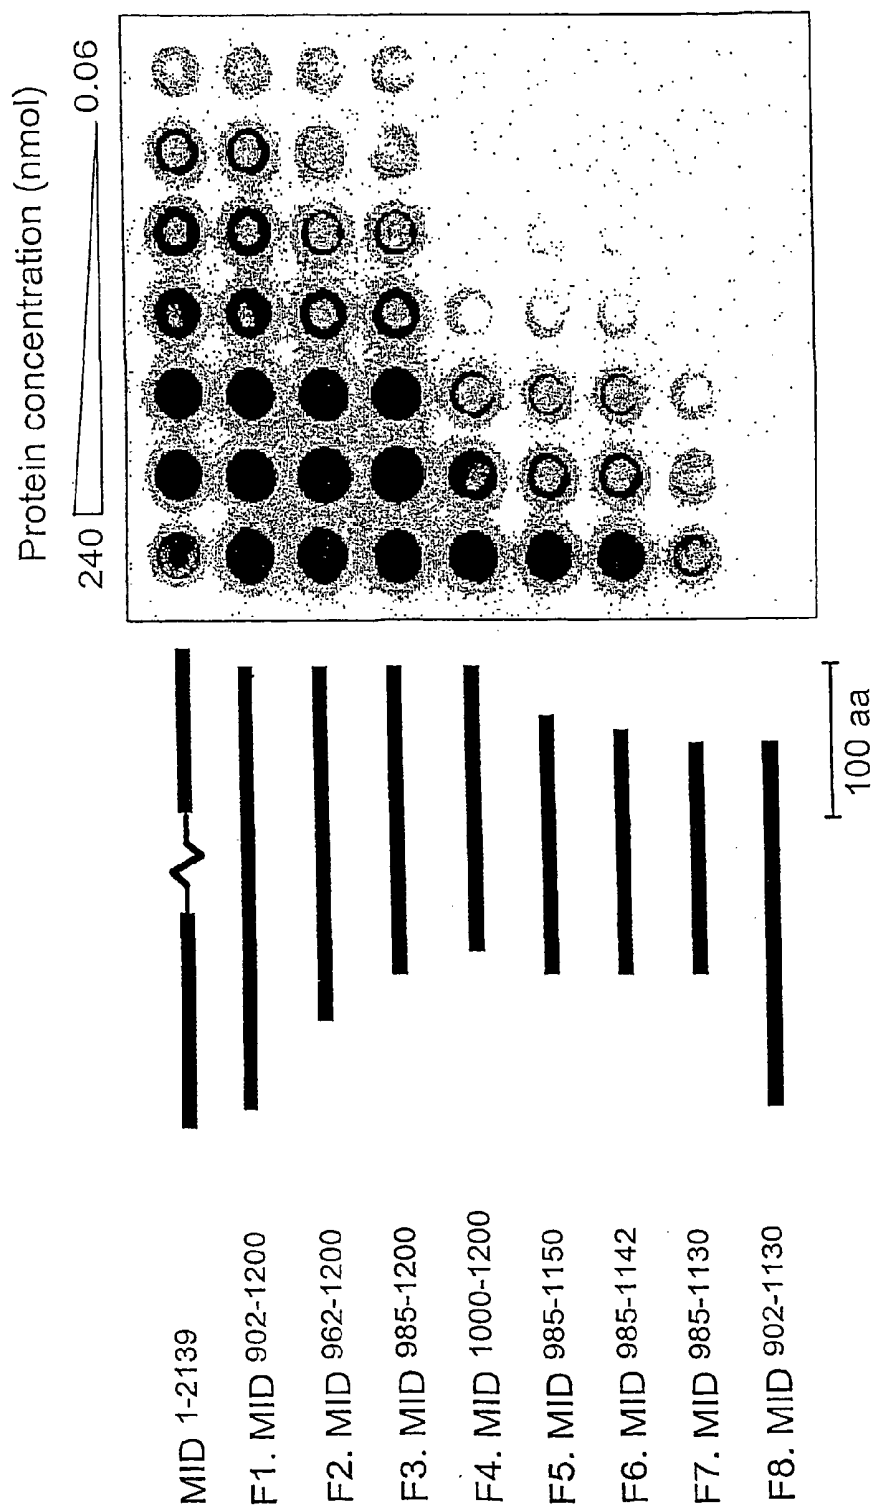 Protein concentration (nmol)
240 0.06
MID 1-2139
F1. MID 902-1200
F2. MID 962-1200
F3. MID 985-1200
F4. MID 1000-1200
F5. MID 985-1150
F6. MID 985-1142
F7. MID 985-1130
F8. MID 902-1130
100 aa